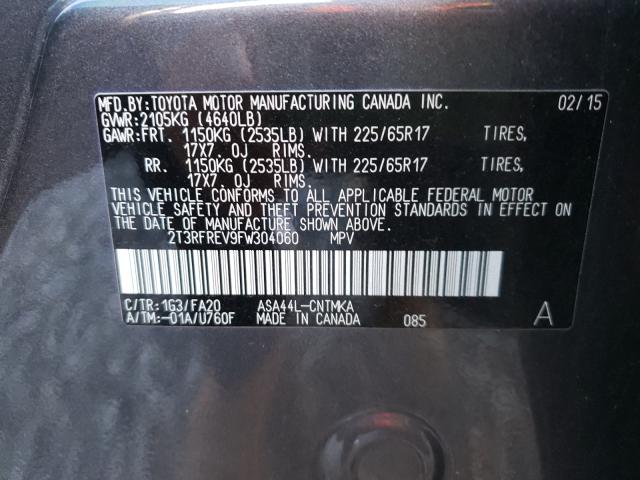 MFD.BY:TOYOTA MOTOR MANUFACTURING CANADA INC. 02/15
GVWR:2105KG (4640LB)
GAWR:FRT. 1150KG (2535LB) WITH 225/65R17 TIRES,
17X7.0J RIMS.
RR. 1150KG (2535LB) WITH 225/65R17 TIRES,
17X7.0J RIMS.
THIS VEHICLE CONFORMS TO ALL APPLICABLE FEDERAL MOTOR
VEHICLE SAFETY AND THEFT PREVENTION STANDARDS IN EFFECT ON
THE DATE OF MANUFACTURE SHOWN ABOVE.
2T3RFREV9FW304060 MPV
C/TR:1G3/FA20 ASA44L-CNTMKA
A/TM:-01A/U760F MADE IN CANADA 085 A